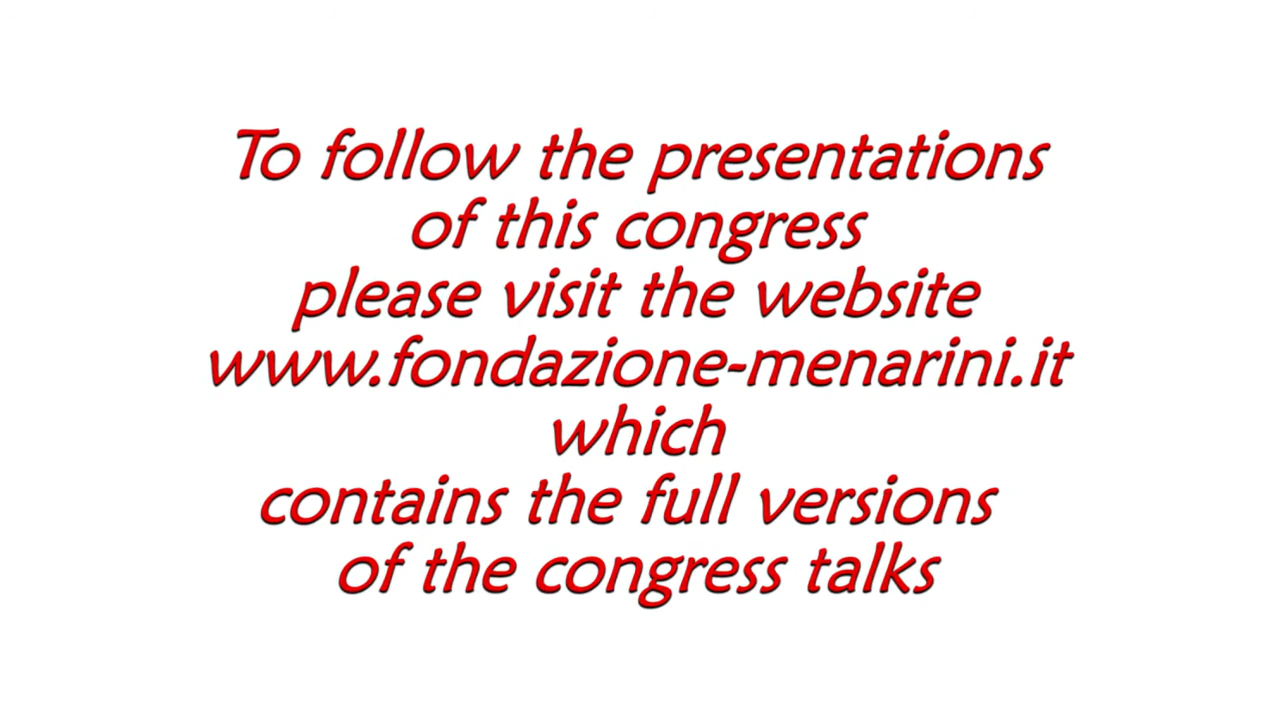 To follow the presentations
of this congress
please visit the website
www.fondazione-menarini.it
which
contains the full versions
of the congress talks